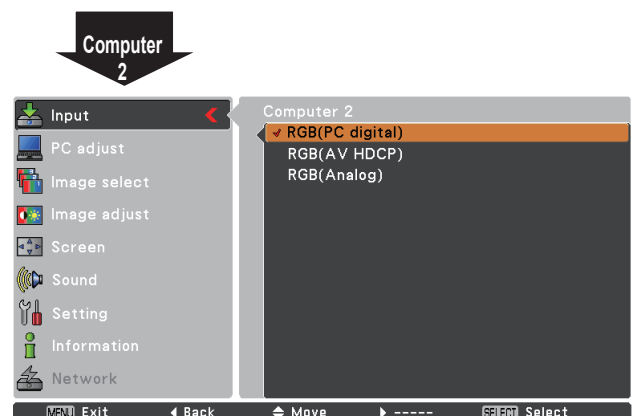 Computer
2
Input
PC adjust
Image select
Image adjust
Screen
Sound
Setting
Information
Network
Computer 2
RGB(PC digital)
RGB(AV HDCP)
RGB(Analog)
MENU Exit ◀ Back Move ▶ ----- SELECT Select